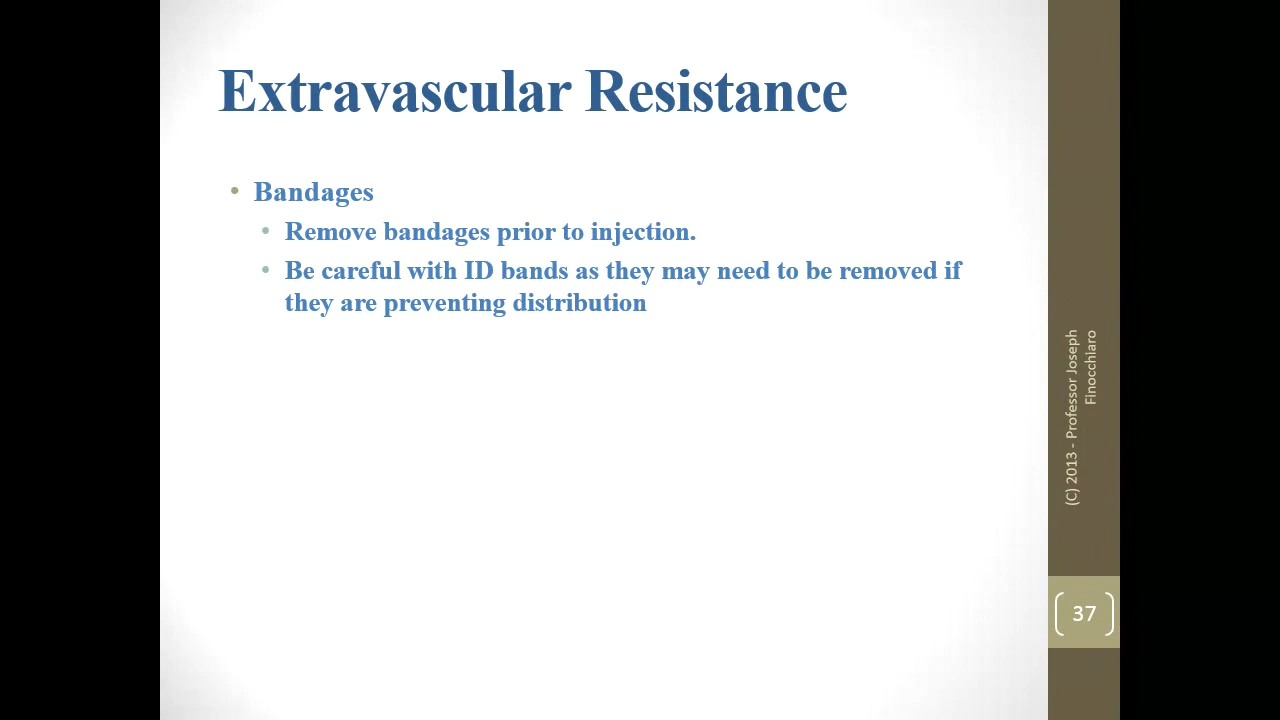 Extravascular Resistance
• Bandages
• Remove bandages prior to injection.
• Be careful with ID bands as they may need to be removed if
they are preventing distribution
(C) 2013 - Professor Joseph
Finocchiaro
37